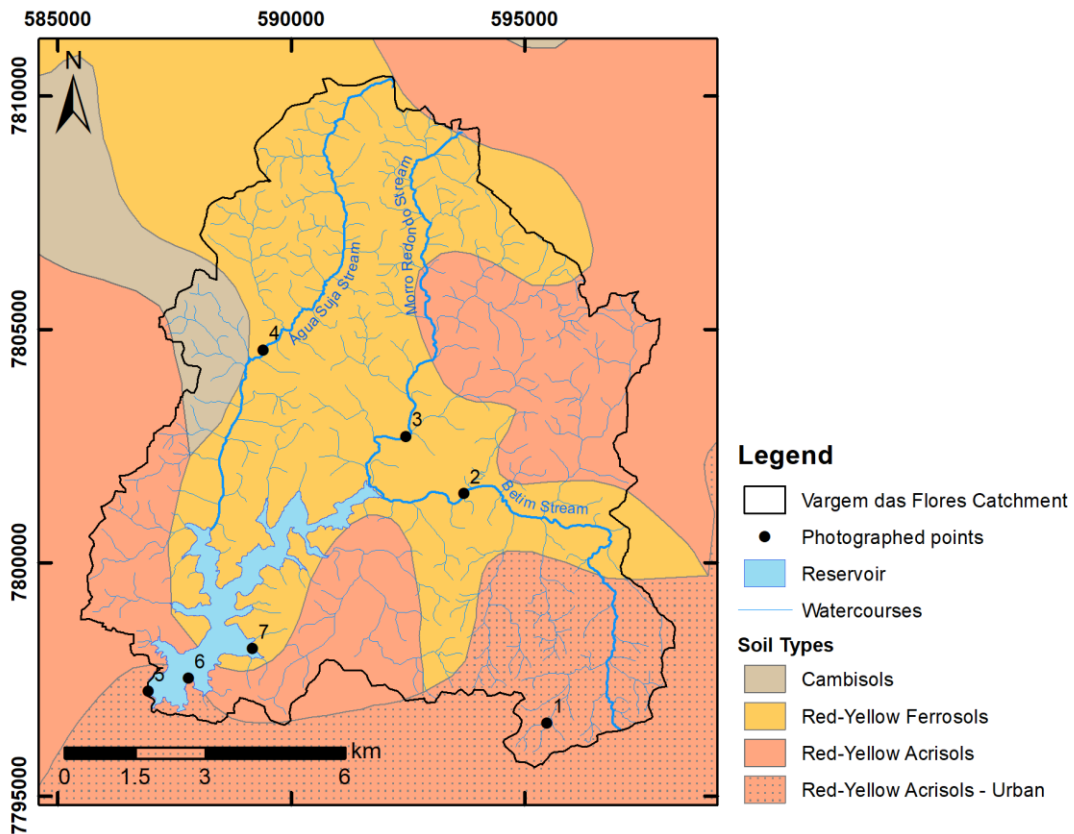 585000 590000 595000
N
7810000
7805000
7800000
7795000
Água Suja Stream
Morro Redondo Stream
Betim Stream
4
3
2
7
6
5
1
km
0 1.5 3 6
Legend
Vargem das Flores Catchment
Photographed points
Reservoir
Watercourses
Soil Types
Cambisols
Red-Yellow Ferrosols
Red-Yellow Acrisols
Red-Yellow Acrisols - Urban